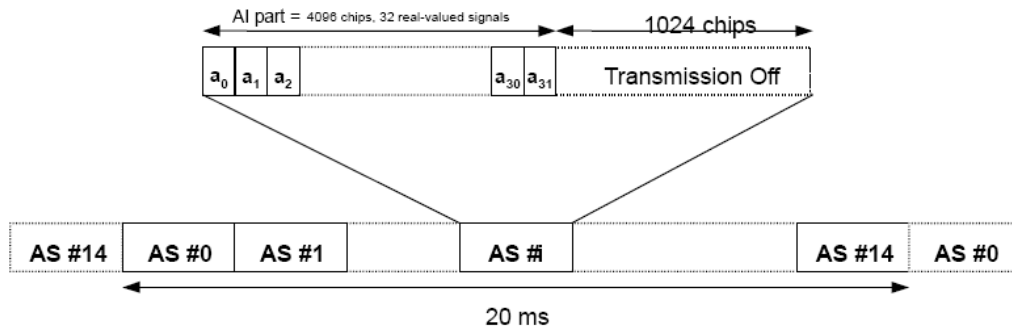 AI part = 4096 chips, 32 real-valued signals
1024 chips
a0 a1 a2 a30 a31 Transmission Off
AS #14 AS #0 AS #1 AS #i AS #14 AS #0
20 ms